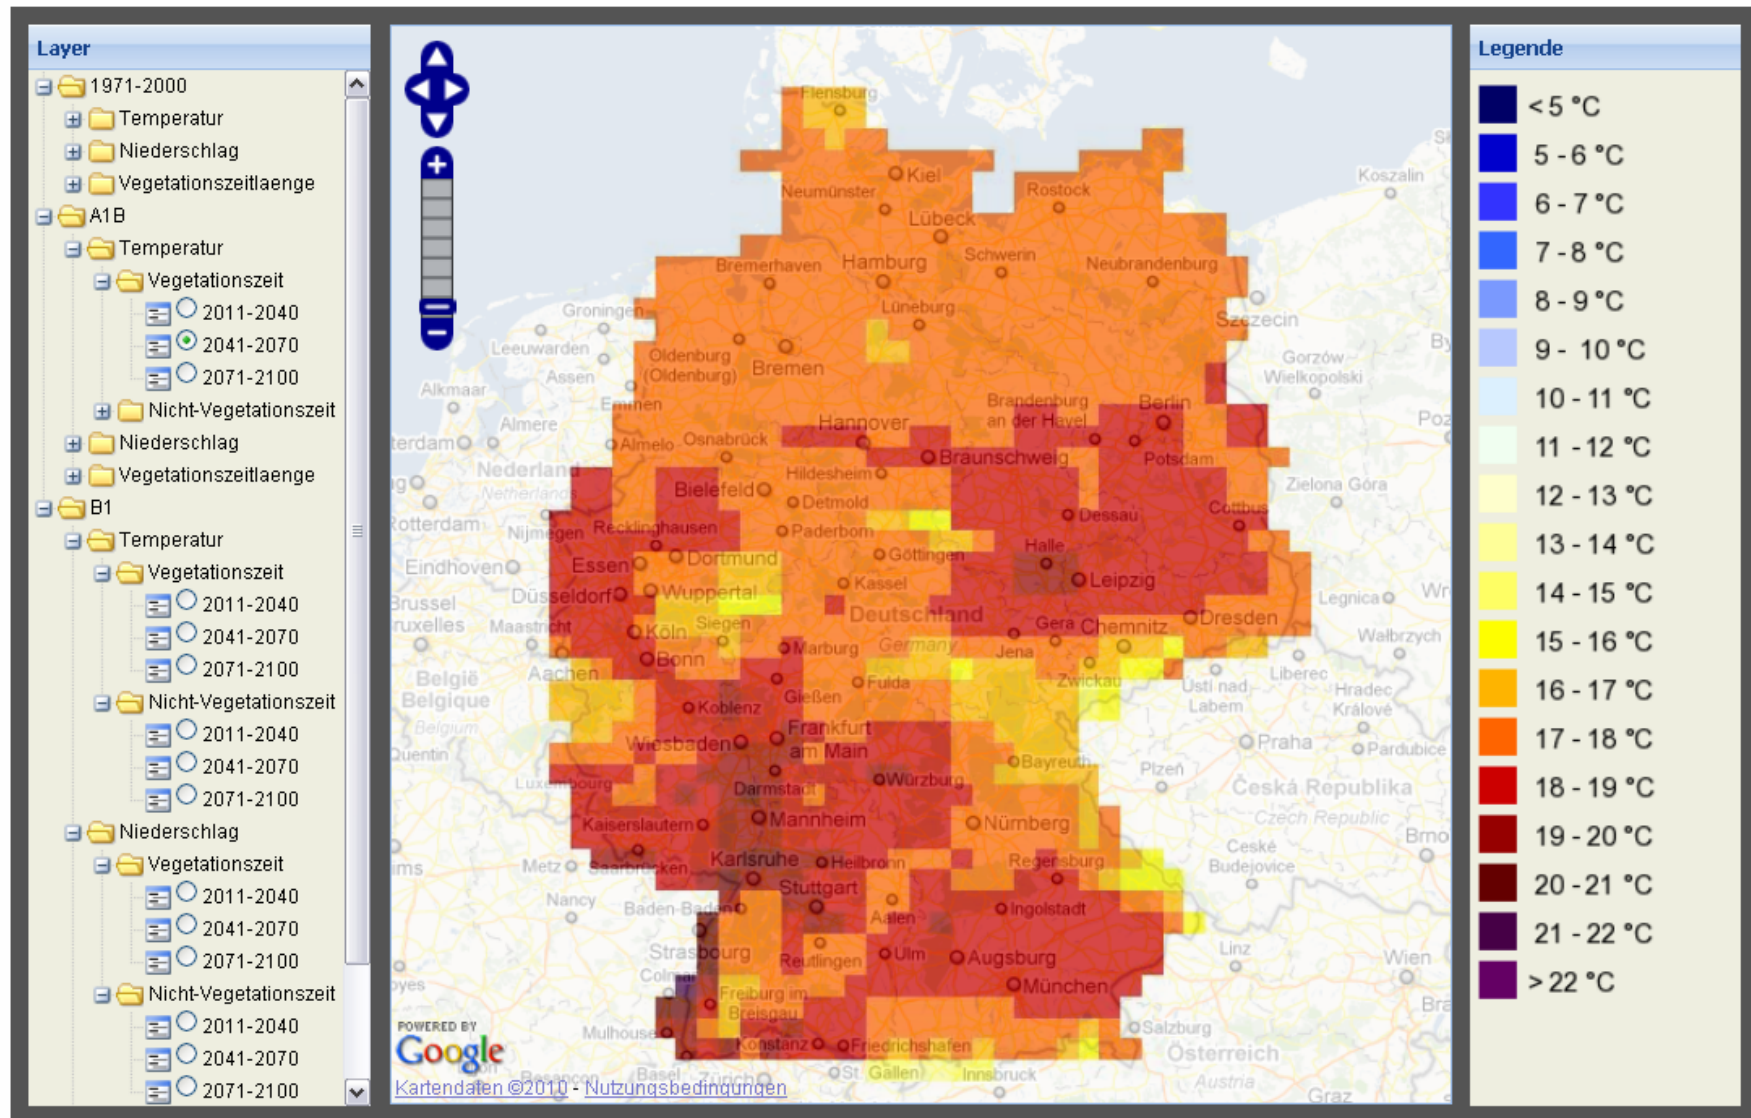 Layer
1971-2000
Temperatur
Niederschlag
Vegetationszeitlaenge
A1B
Temperatur
Vegetationszeit
2011-2040
2041-2070
2071-2100
Nicht-Vegetationszeit
Niederschlag
Vegetationszeitlaenge
B1
Temperatur
Vegetationszeit
2011-2040
2041-2070
2071-2100
Nicht-Vegetationszeit
2011-2040
2041-2070
2071-2100
Niederschlag
Vegetationszeit
2011-2040
2041-2070
2071-2100
Nicht-Vegetationszeit
2011-2040
2041-2070
2071-2100
Flensburg
Kiel
Koszalin
Neumünster
Rostock
Lübeck
Bremerhaven
Hamburg
Schwerin
Neubrandenburg
Groningen
Lüneburg
Szczecin
Leeuwarden
Oldenburg
(Oldenburg)
Bremen
Gorzów
Wielkopolski
Assen
Alkmaar
Emmen
Brandenburg
an der Havel
Berlin
Almere
Hannover
Almelo
Osnabrück
Braunschweig
Potsdam
Nederland
Netherlands
Hildesheim
Bielefeld
Detmold
Zielona Góra
Rotterdam
Nijmegen
Recklinghausen
Paderborn
Dessau
Cottbus
Halle
Eindhoven
Essen
Dortmund
Göttingen
Leipzig
Düsseldorf
Wuppertal
Kassel
Legnica
Deutschland
Germany
Maastricht
Köln
Siegen
Gera
Chemnitz
Dresden
Jena
Wałbrzych
Bonn
Marburg
Aachen
België
Belgique
Belgium
Gießen
Fulda
Zwickau
Ústí nad
Labem
Liberec
Hradec
Králové
Koblenz
Frankfurt
am Main
Wiesbaden
Praha
Pardubice
Bayreuth
Plzeň
Luxembourg
Darmstadt
Würzburg
Česká Republika
Czech Republic
Kaiserslautern
Mannheim
Nürnberg
Brno
Metz
Saarbrücken
Karlsruhe
Heilbronn
Regensburg
České
Budejovice
Nancy
Baden-Baden
Stuttgart
Aalen
Ingolstadt
Strasbourg
Reutlingen
Ulm
Augsburg
Linz
Wien
Colmar
Freiburg im
Breisgau
München
Mulhouse
Konstanz
Friedrichshafen
Salzburg
Österreich
Austria
Basel
Zürich
St. Gallen
Innsbruck
Besançon
Graz
POWERED BY
Google
Kartendaten ©2010 - Nutzungsbedingungen
Legende
< 5 °C
5 - 6 °C
6 - 7 °C
7 - 8 °C
8 - 9 °C
9 - 10 °C
10 - 11 °C
11 - 12 °C
12 - 13 °C
13 - 14 °C
14 - 15 °C
15 - 16 °C
16 - 17 °C
17 - 18 °C
18 - 19 °C
19 - 20 °C
20 - 21 °C
21 - 22 °C
> 22 °C